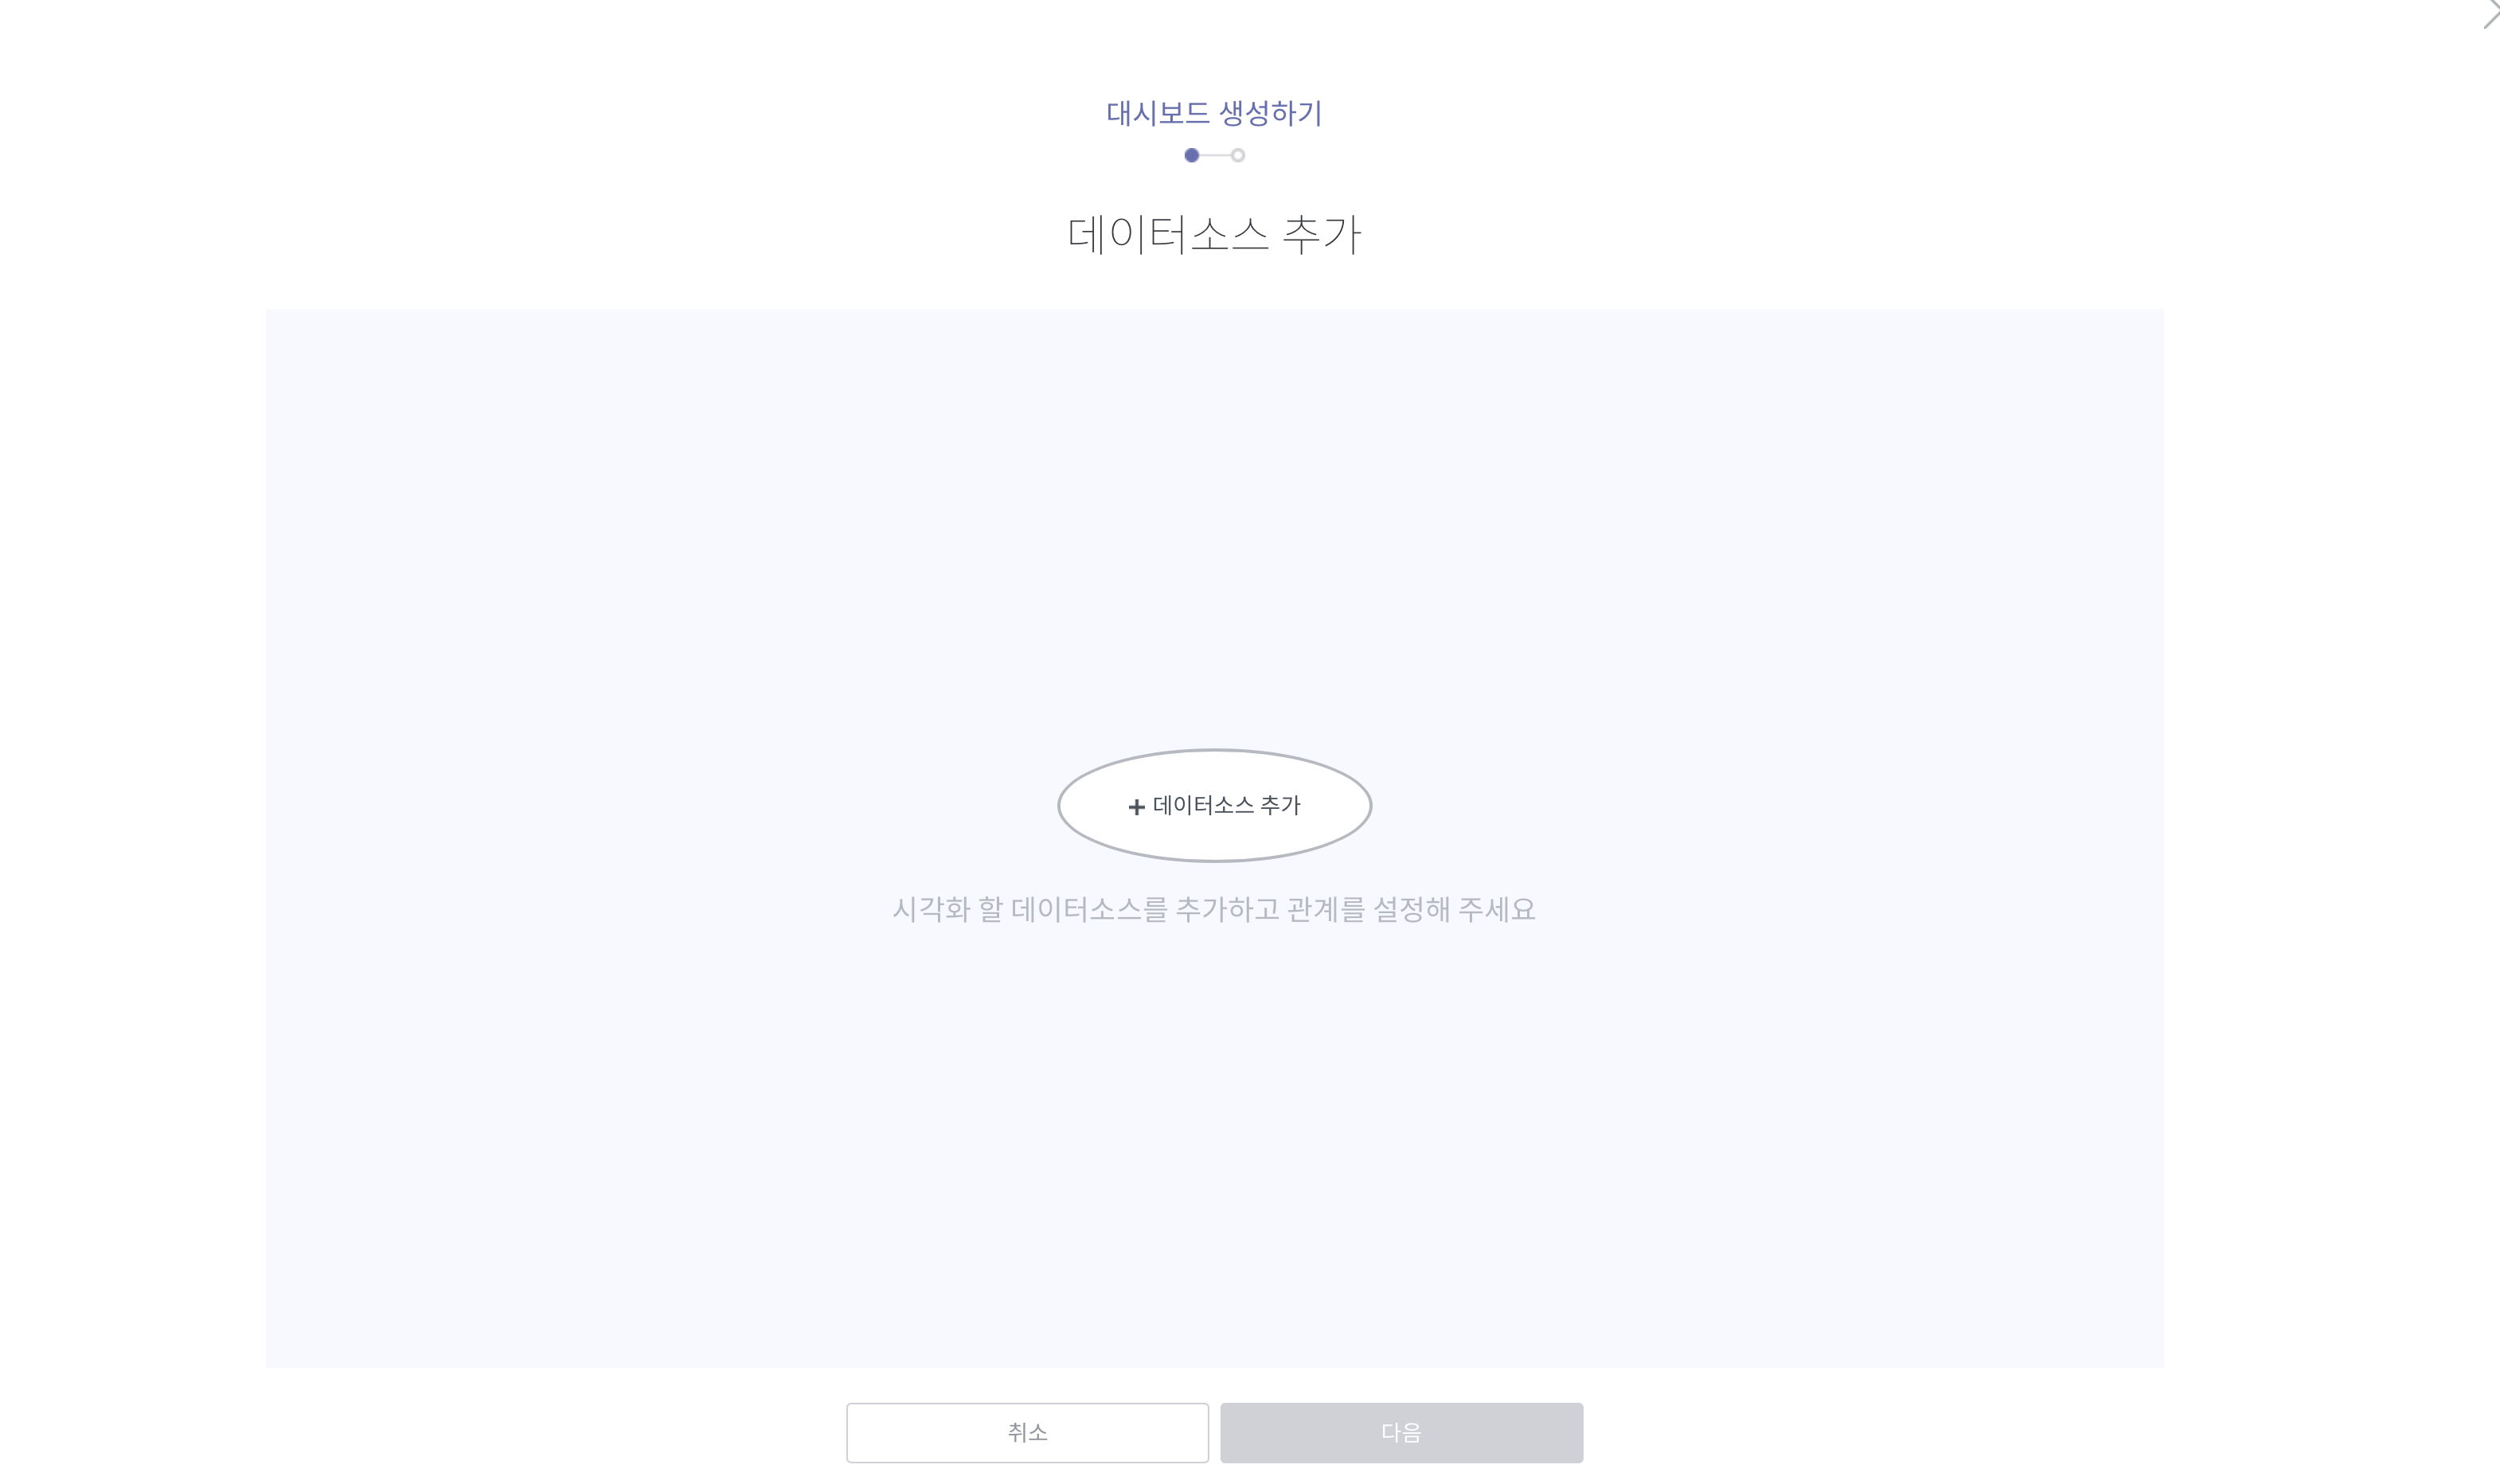 대시보드 생성하기
데이터소스 추가
+ 데이터소스 추가
시각화 할 데이터소스를 추가하고 관계를 설정해 주세요
취소
다음